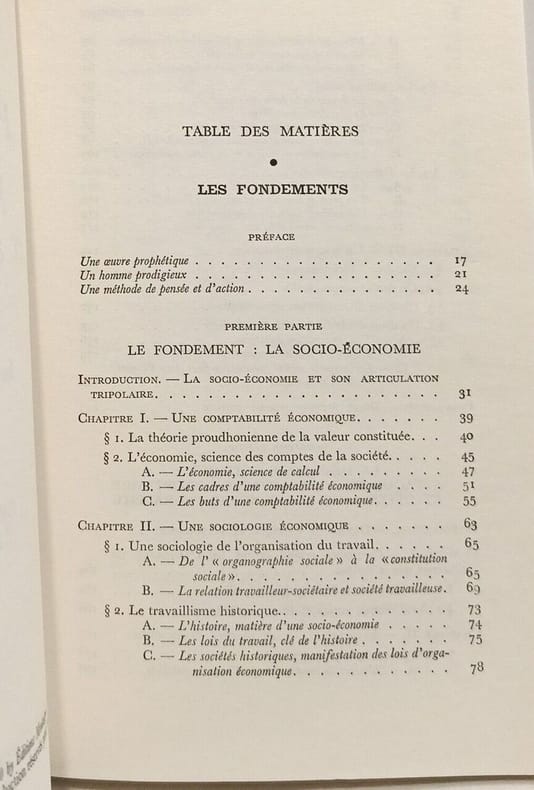 TABLE DES MATIÈRES
•
LES FONDEMENTS
PRÉFACE
Une œuvre prophétique . . . . . . . . . . . . . . . . . . . 17
Un homme prodigieux . . . . . . . . . . . . . . . . . . . 21
Une méthode de pensée et d'action . . . . . . . . . . . . . . . 24
PREMIÈRE PARTIE
LE FONDEMENT : LA SOCIO-ÉCONOMIE
INTRODUCTION. — LA SOCIO-ÉCONOMIE ET SON ARTICULATION
TRIPOLAIRE. . . . . . . . . . . . . . . . . . . . . . . 31
CHAPITRE I. — UNE COMPTABILITÉ ÉCONOMIQUE. . . . . . . 39
§ 1. La théorie proudhonienne de la valeur constituée. . . 40
§ 2. L'économie, science des comptes de la société. . . . . 45
A. — L'économie, science de calcul . . . . . . . . . 47
B. — Les cadres d'une comptabilité économique . . . . 51
C. — Les buts d'une comptabilité économique. . . . . 55
CHAPITRE II. — UNE SOCIOLOGIE ÉCONOMIQUE . . . . . . . 63
§ 1. Une sociologie de l'organisation du travail. . . . . . 65
A. — De l' « organographie sociale » à la «constitution
sociale». . . . . . . . . . . . . . . . . 65
B. — La relation travailleur-sociétaire et société travailleuse. 69
§ 2. Le travaillisme historique. . . . . . . . . . . . . . 73
A. — L'histoire, matière d'une socio-économie . . . . . 74
B. — Les lois du travail, clé de l'histoire . . . . . . . 75
C. — Les sociétés historiques, manifestation des lois d'orga-
nisation économique. . . . . . . . . . . . . 78
by Éditions